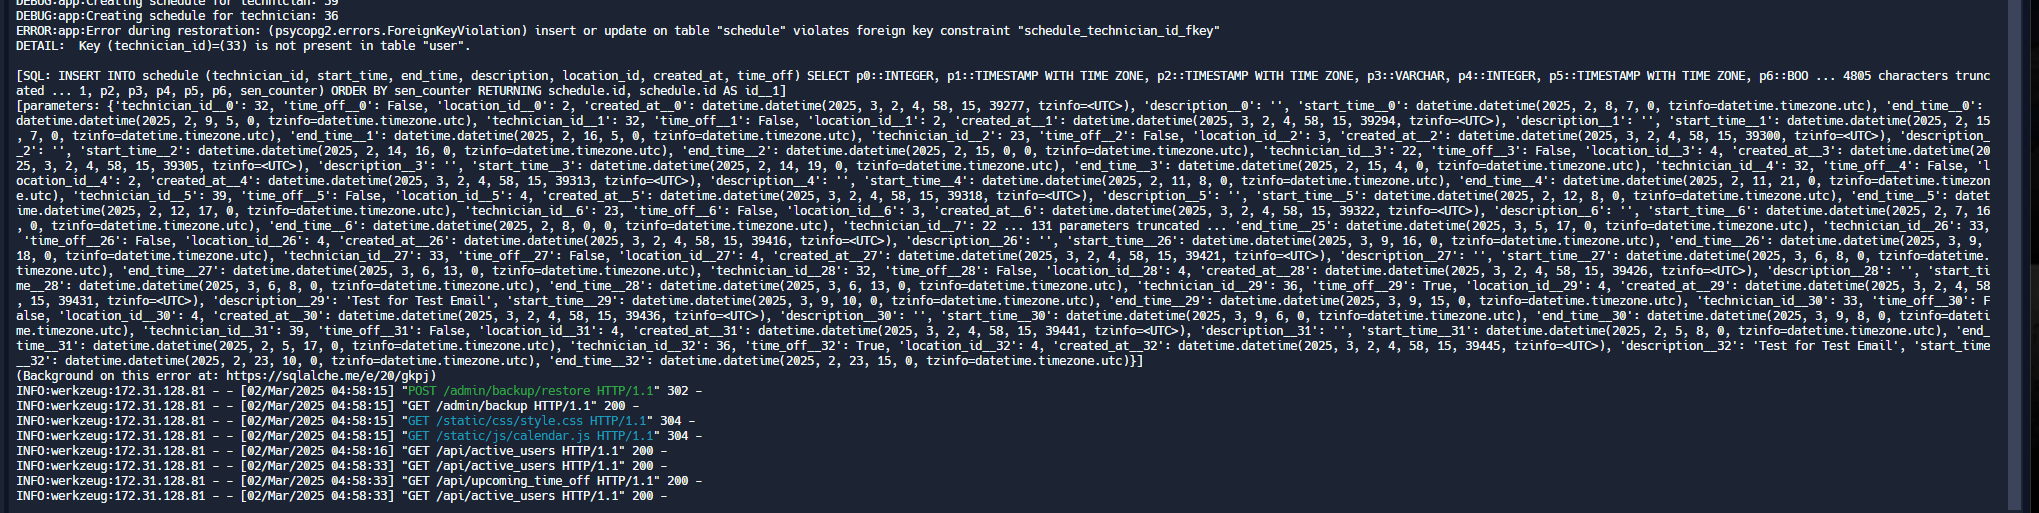 DEBUG:app:Creating schedule for technician: 39
DEBUG:app:Creating schedule for technician: 36
ERROR:app:Error during restoration: (psycopg2.errors.ForeignKeyViolation) insert or update on table "schedule" violates foreign key constraint "schedule_technician_id_fkey"
DETAIL:  Key (technician_id)=(33) is not present in table "user".
[SQL: INSERT INTO schedule (technician_id, start_time, end_time, description, location_id, created_at, time_off) SELECT p0::INTEGER, p1::TIMESTAMP WITH TIME ZONE, p2::TIMESTAMP WITH TIME ZONE, p3::VARCHAR, p4::INTEGER, p5::TIMESTAMP WITH TIME ZONE, p6::BOO ... 4805 characters trunc
ated ... 1, p2, p3, p4, p5, p6, sen_counter) ORDER BY sen_counter RETURNING schedule.id, schedule.id AS id__1]
[parameters: {'technician_id__0': 32, 'time_off__0': False, 'location_id__0': 2, 'created_at__0': datetime.datetime(2025, 3, 2, 4, 58, 15, 39277, tzinfo=<UTC>), 'description__0': '', 'start_time__0': datetime.datetime(2025, 2, 8, 7, 0, tzinfo=datetime.timezone.utc), 'end_time__0':
datetime.datetime(2025, 2, 9, 5, 0, tzinfo=datetime.timezone.utc), 'technician_id__1': 32, 'time_off__1': False, 'location_id__1': 2, 'created_at__1': datetime.datetime(2025, 3, 2, 4, 58, 15, 39294, tzinfo=<UTC>), 'description__1': '', 'start_time__1': datetime.datetime(2025, 2, 15
, 7, 0, tzinfo=datetime.timezone.utc), 'end_time__1': datetime.datetime(2025, 2, 16, 5, 0, tzinfo=datetime.timezone.utc), 'technician_id__2': 23, 'time_off__2': False, 'location_id__2': 3, 'created_at__2': datetime.datetime(2025, 3, 2, 4, 58, 15, 39300, tzinfo=<UTC>), 'description_
_2': '', 'start_time__2': datetime.datetime(2025, 2, 14, 16, 0, tzinfo=datetime.timezone.utc), 'end_time__2': datetime.datetime(2025, 2, 15, 0, 0, tzinfo=datetime.timezone.utc), 'technician_id__3': 22, 'time_off__3': False, 'location_id__3': 4, 'created_at__3': datetime.datetime(20
25, 3, 2, 4, 58, 15, 39305, tzinfo=<UTC>), 'description__3': '', 'start_time__3': datetime.datetime(2025, 2, 14, 19, 0, tzinfo=datetime.timezone.utc), 'end_time__3': datetime.datetime(2025, 2, 15, 4, 0, tzinfo=datetime.timezone.utc), 'technician_id__4': 32, 'time_off__4': False, 'l
ocation_id__4': 2, 'created_at__4': datetime.datetime(2025, 3, 2, 4, 58, 15, 39313, tzinfo=<UTC>), 'description__4': '', 'start_time__4': datetime.datetime(2025, 2, 11, 8, 0, tzinfo=datetime.timezone.utc), 'end_time__4': datetime.datetime(2025, 2, 11, 21, 0, tzinfo=datetime.timezon
e.utc), 'technician_id__5': 39, 'time_off__5': False, 'location_id__5': 4, 'created_at__5': datetime.datetime(2025, 3, 2, 4, 58, 15, 39318, tzinfo=<UTC>), 'description__5': '', 'start_time__5': datetime.datetime(2025, 2, 12, 8, 0, tzinfo=datetime.timezone.utc), 'end_time__5': datet
ime.datetime(2025, 2, 12, 17, 0, tzinfo=datetime.timezone.utc), 'technician_id__6': 23, 'time_off__6': False, 'location_id__6': 3, 'created_at__6': datetime.datetime(2025, 3, 2, 4, 58, 15, 39322, tzinfo=<UTC>), 'description__6': '', 'start_time__6': datetime.datetime(2025, 2, 7, 16
, 0, tzinfo=datetime.timezone.utc), 'end_time__6': datetime.datetime(2025, 2, 8, 0, 0, tzinfo=datetime.timezone.utc), 'technician_id__7': 22 ... 131 parameters truncated ... 'end_time__25': datetime.datetime(2025, 3, 5, 17, 0, tzinfo=datetime.timezone.utc), 'technician_id__26': 33,
'time_off__26': False, 'location_id__26': 4, 'created_at__26': datetime.datetime(2025, 3, 2, 4, 58, 15, 39416, tzinfo=<UTC>), 'description__26': '', 'start_time__26': datetime.datetime(2025, 3, 9, 16, 0, tzinfo=datetime.timezone.utc), 'end_time__26': datetime.datetime(2025, 3, 9,
18, 0, tzinfo=datetime.timezone.utc), 'technician_id__27': 33, 'time_off__27': False, 'location_id__27': 4, 'created_at__27': datetime.datetime(2025, 3, 2, 4, 58, 15, 39421, tzinfo=<UTC>), 'description__27': '', 'start_time__27': datetime.datetime(2025, 3, 6, 8, 0, tzinfo=datetime.
timezone.utc), 'end_time__27': datetime.datetime(2025, 3, 6, 13, 0, tzinfo=datetime.timezone.utc), 'technician_id__28': 32, 'time_off__28': False, 'location_id__28': 4, 'created_at__28': datetime.datetime(2025, 3, 2, 4, 58, 15, 39426, tzinfo=<UTC>), 'description__28': '', 'start_ti
me__28': datetime.datetime(2025, 3, 6, 8, 0, tzinfo=datetime.timezone.utc), 'end_time__28': datetime.datetime(2025, 3, 6, 13, 0, tzinfo=datetime.timezone.utc), 'technician_id__29': 36, 'time_off__29': True, 'location_id__29': 4, 'created_at__29': datetime.datetime(2025, 3, 2, 4, 58
, 15, 39431, tzinfo=<UTC>), 'description__29': 'Test for Test Email', 'start_time__29': datetime.datetime(2025, 3, 9, 10, 0, tzinfo=datetime.timezone.utc), 'end_time__29': datetime.datetime(2025, 3, 9, 15, 0, tzinfo=datetime.timezone.utc), 'technician_id__30': 33, 'time_off__30': F
alse, 'location_id__30': 4, 'created_at__30': datetime.datetime(2025, 3, 2, 4, 58, 15, 39436, tzinfo=<UTC>), 'description__30': '', 'start_time__30': datetime.datetime(2025, 3, 9, 6, 0, tzinfo=datetime.timezone.utc), 'end_time__30': datetime.datetime(2025, 3, 9, 8, 0, tzinfo=dateti
me.timezone.utc), 'technician_id__31': 39, 'time_off__31': False, 'location_id__31': 4, 'created_at__31': datetime.datetime(2025, 3, 2, 4, 58, 15, 39441, tzinfo=<UTC>), 'description__31': '', 'start_time__31': datetime.datetime(2025, 2, 5, 8, 0, tzinfo=datetime.timezone.utc), 'end_
time__31': datetime.datetime(2025, 2, 5, 17, 0, tzinfo=datetime.timezone.utc), 'technician_id__32': 36, 'time_off__32': True, 'location_id__32': 4, 'created_at__32': datetime.datetime(2025, 3, 2, 4, 58, 15, 39445, tzinfo=<UTC>), 'description__32': 'Test for Test Email', 'start_time
__32': datetime.datetime(2025, 2, 23, 10, 0, tzinfo=datetime.timezone.utc), 'end_time__32': datetime.datetime(2025, 2, 23, 15, 0, tzinfo=datetime.timezone.utc)}]
(Background on this error at: https://sqlalche.me/e/20/gkpj)
INFO:werkzeug:172.31.128.81 - - [02/Mar/2025 04:58:15] "POST /admin/backup/restore HTTP/1.1" 302 -
INFO:werkzeug:172.31.128.81 - - [02/Mar/2025 04:58:15] "GET /admin/backup HTTP/1.1" 200 -
INFO:werkzeug:172.31.128.81 - - [02/Mar/2025 04:58:15] "GET /static/css/style.css HTTP/1.1" 304 -
INFO:werkzeug:172.31.128.81 - - [02/Mar/2025 04:58:15] "GET /static/js/calendar.js HTTP/1.1" 304 -
INFO:werkzeug:172.31.128.81 - - [02/Mar/2025 04:58:16] "GET /api/active_users HTTP/1.1" 200 -
INFO:werkzeug:172.31.128.81 - - [02/Mar/2025 04:58:33] "GET /api/active_users HTTP/1.1" 200 -
INFO:werkzeug:172.31.128.81 - - [02/Mar/2025 04:58:33] "GET /api/upcoming_time_off HTTP/1.1" 200 -
INFO:werkzeug:172.31.128.81 - - [02/Mar/2025 04:58:33] "GET /api/active_users HTTP/1.1" 200 -